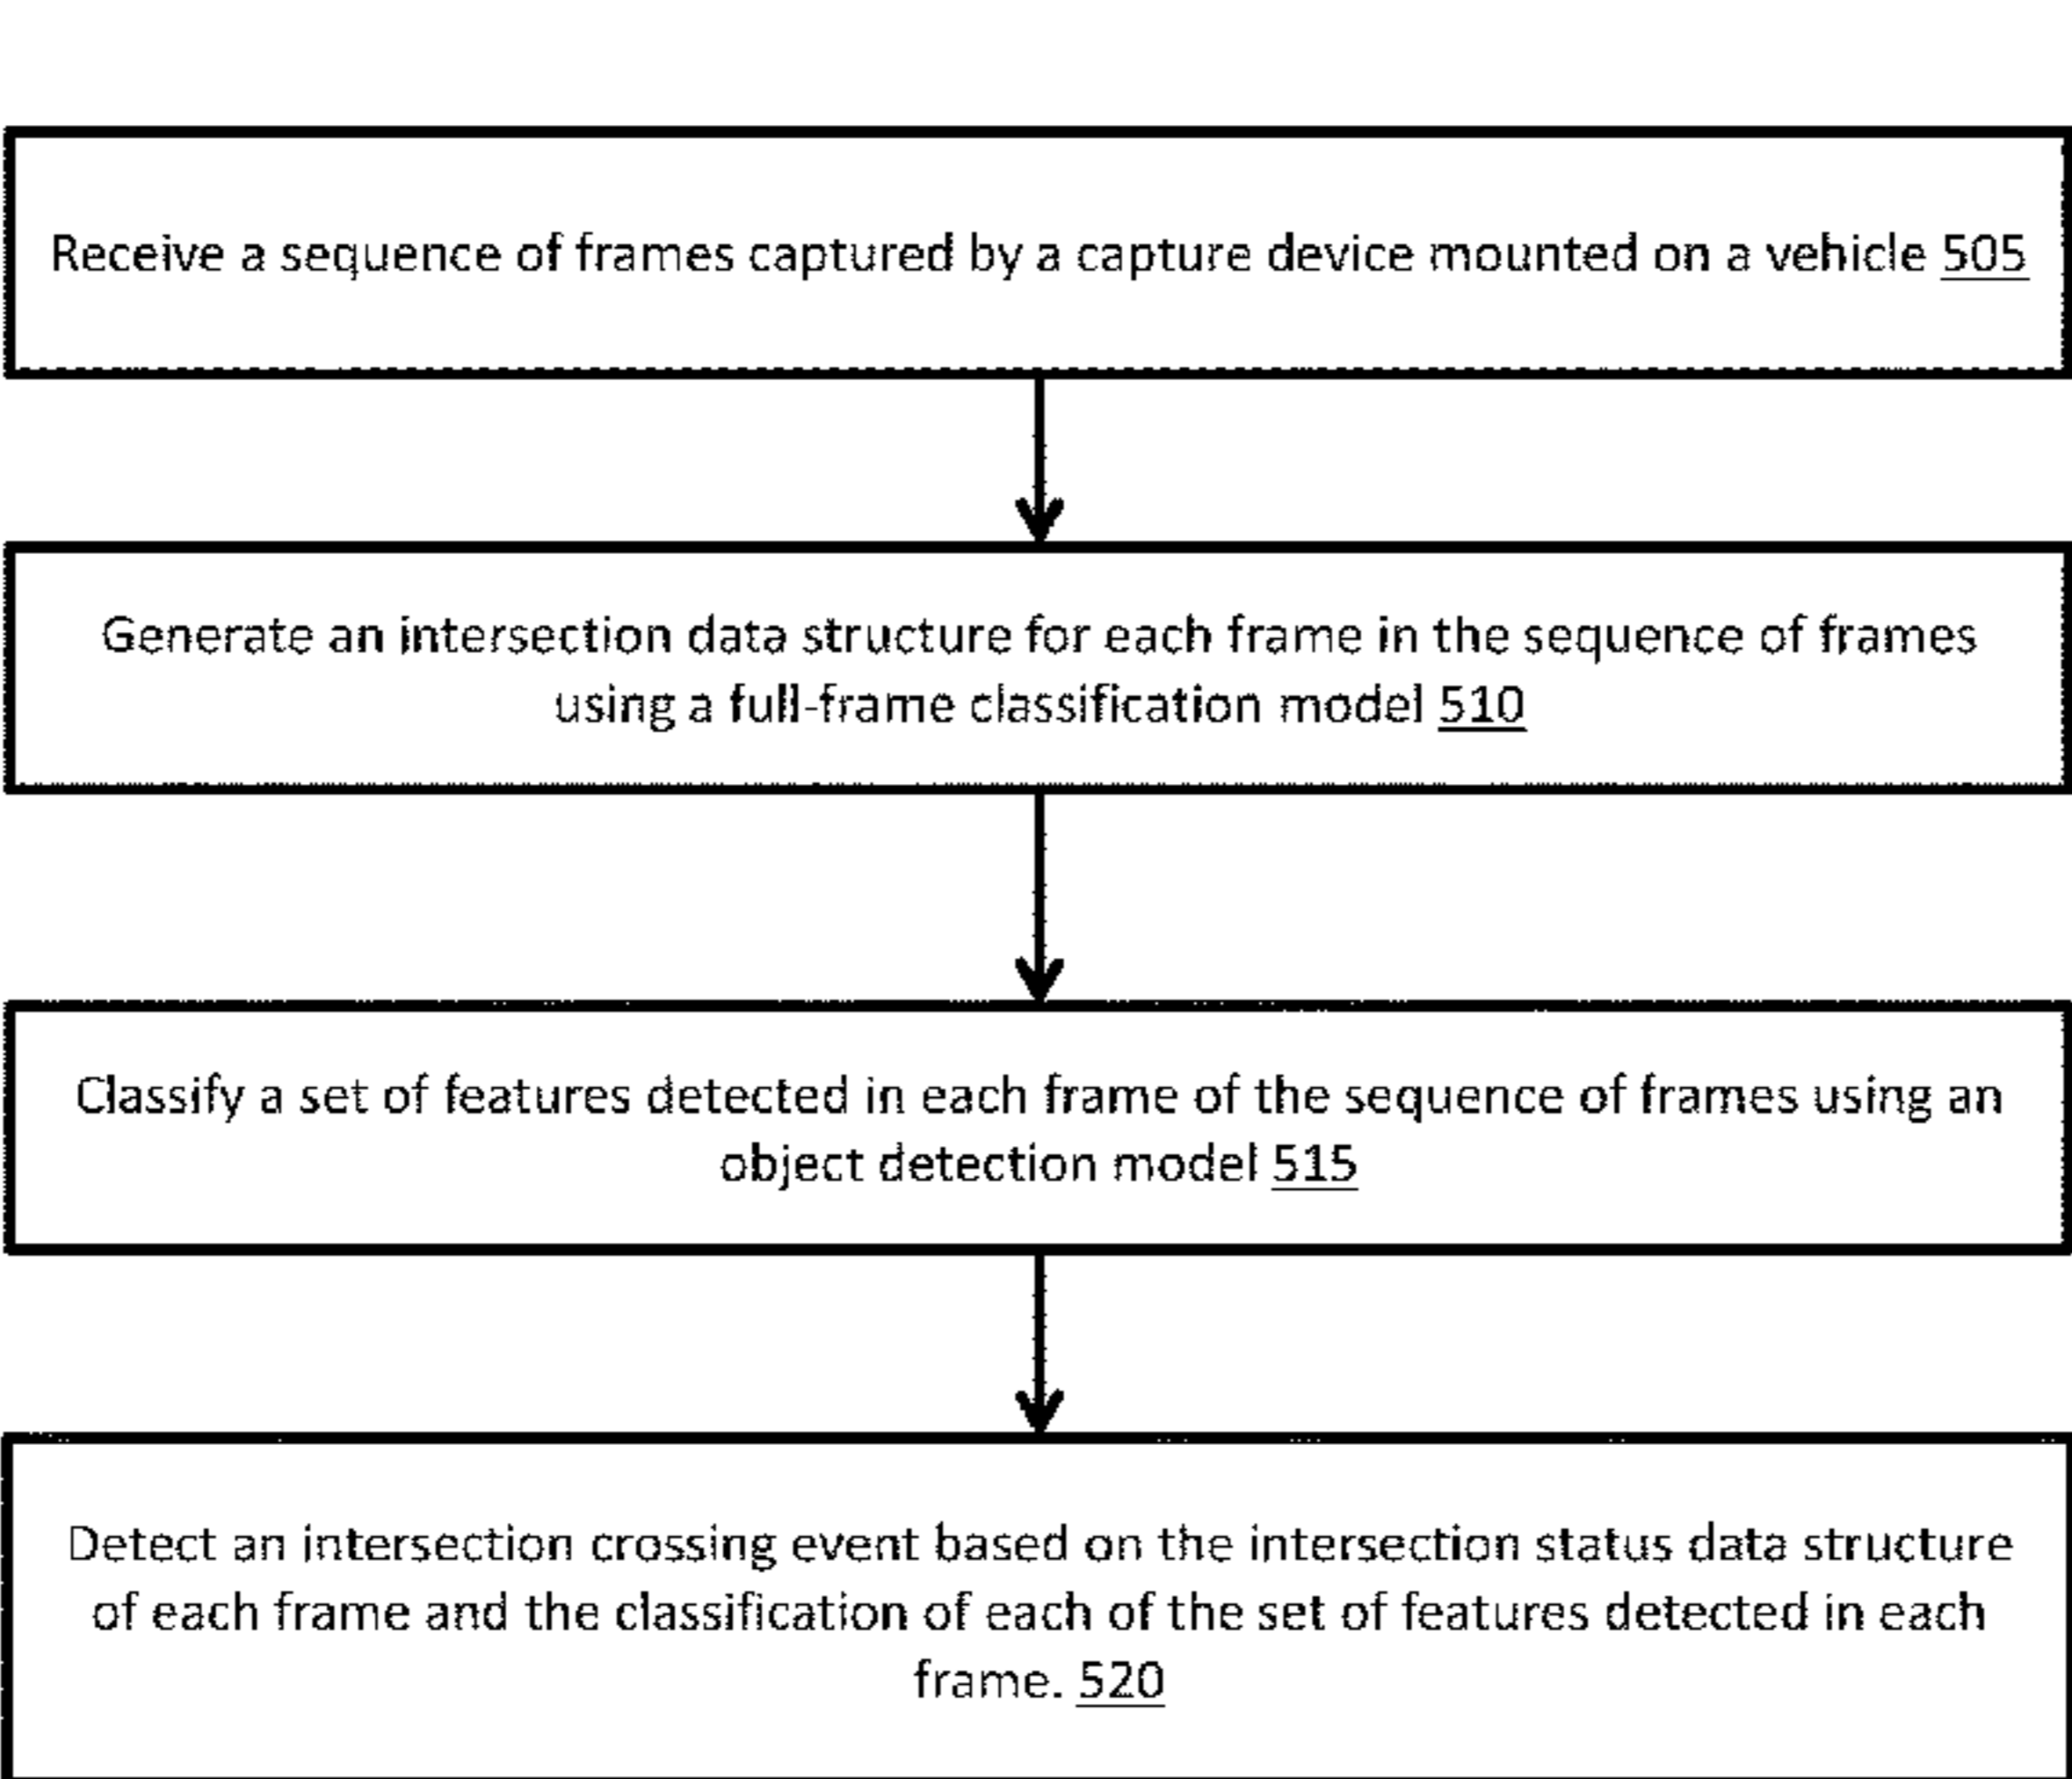 Receive a sequence of frames captured by a capture device mounted on a vehicle 505
Generate an intersection data structure for each frame in the sequence of frames
using a full-frame classification model 510
Classify a set of features detected in each frame of the sequence of frames using an
object detection model 515
Detect an intersection crossing event based on the intersection status data structure
of each frame and the classification of each of the set of features detected in each
frame. 520